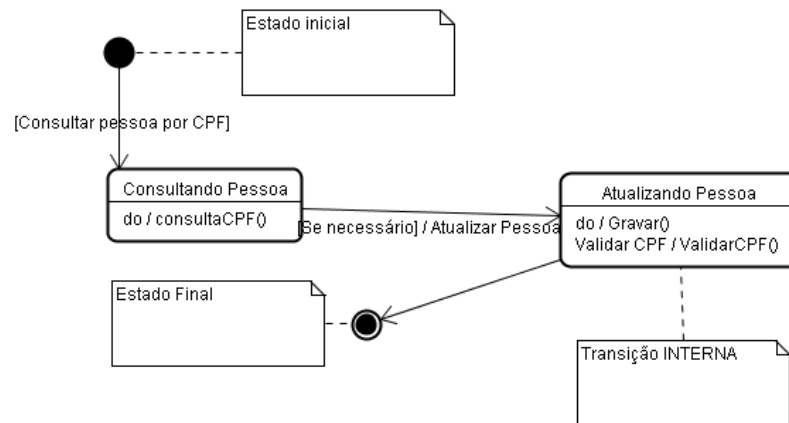 Estado inicial
[Consultar pessoa por CPF]
Consultando Pessoa
do / consultaCPF()
[Se necessário] / Atualizar Pessoa
Atualizando Pessoa
do / Gravar()
Validar CPF / ValidarCPF()
Estado Final
Transição INTERNA